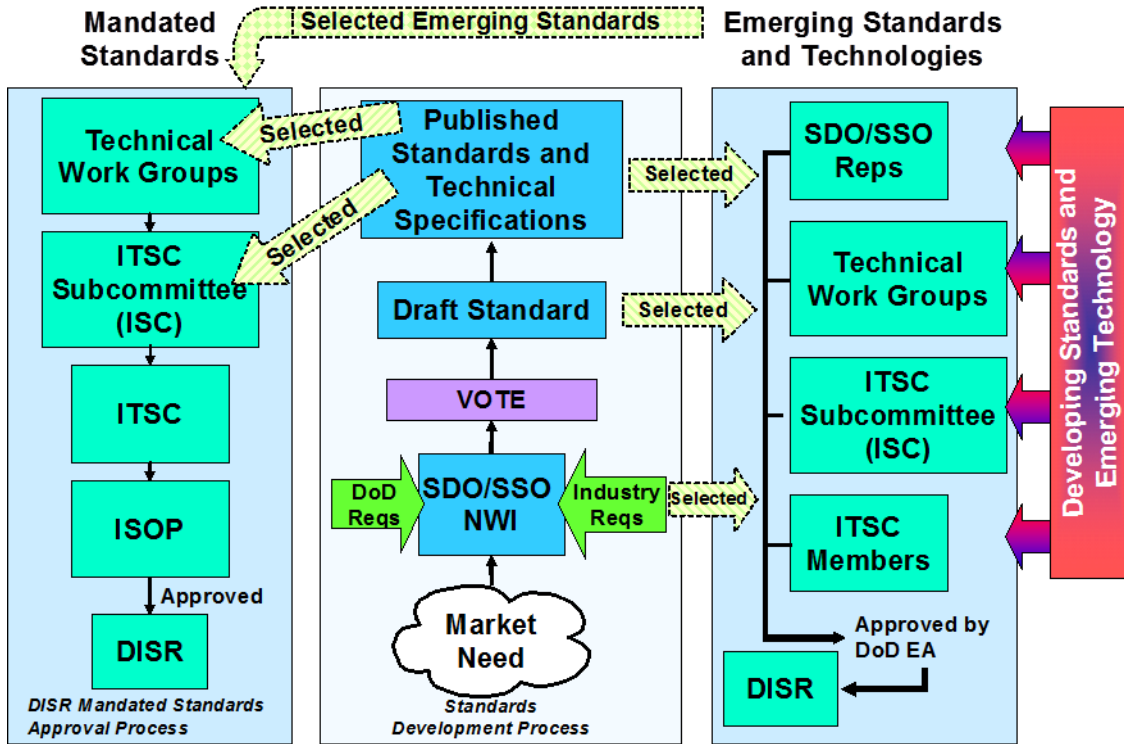 Mandated
Standards
Selected Emerging Standards
Emerging Standards
and Technologies
Technical
Work Groups
ITSC
Subcommittee
(ISC)
ITSC
ISOP
Approved
DISR
DISR Mandated Standards
Approval Process
Selected
Selected
Published
Standards and
Technical
Specifications
Draft Standard
VOTE
DoD
Reqs
SDO/SSO
NWI
Industry
Reqs
Market
Need
Standards
Development Process
Selected
Selected
Selected
SDO/SSO
Reps
Technical
Work Groups
ITSC
Subcommittee
(ISC)
ITSC
Members
Approved by
DoD EA
DISR
Developing Standards and
Emerging Technology